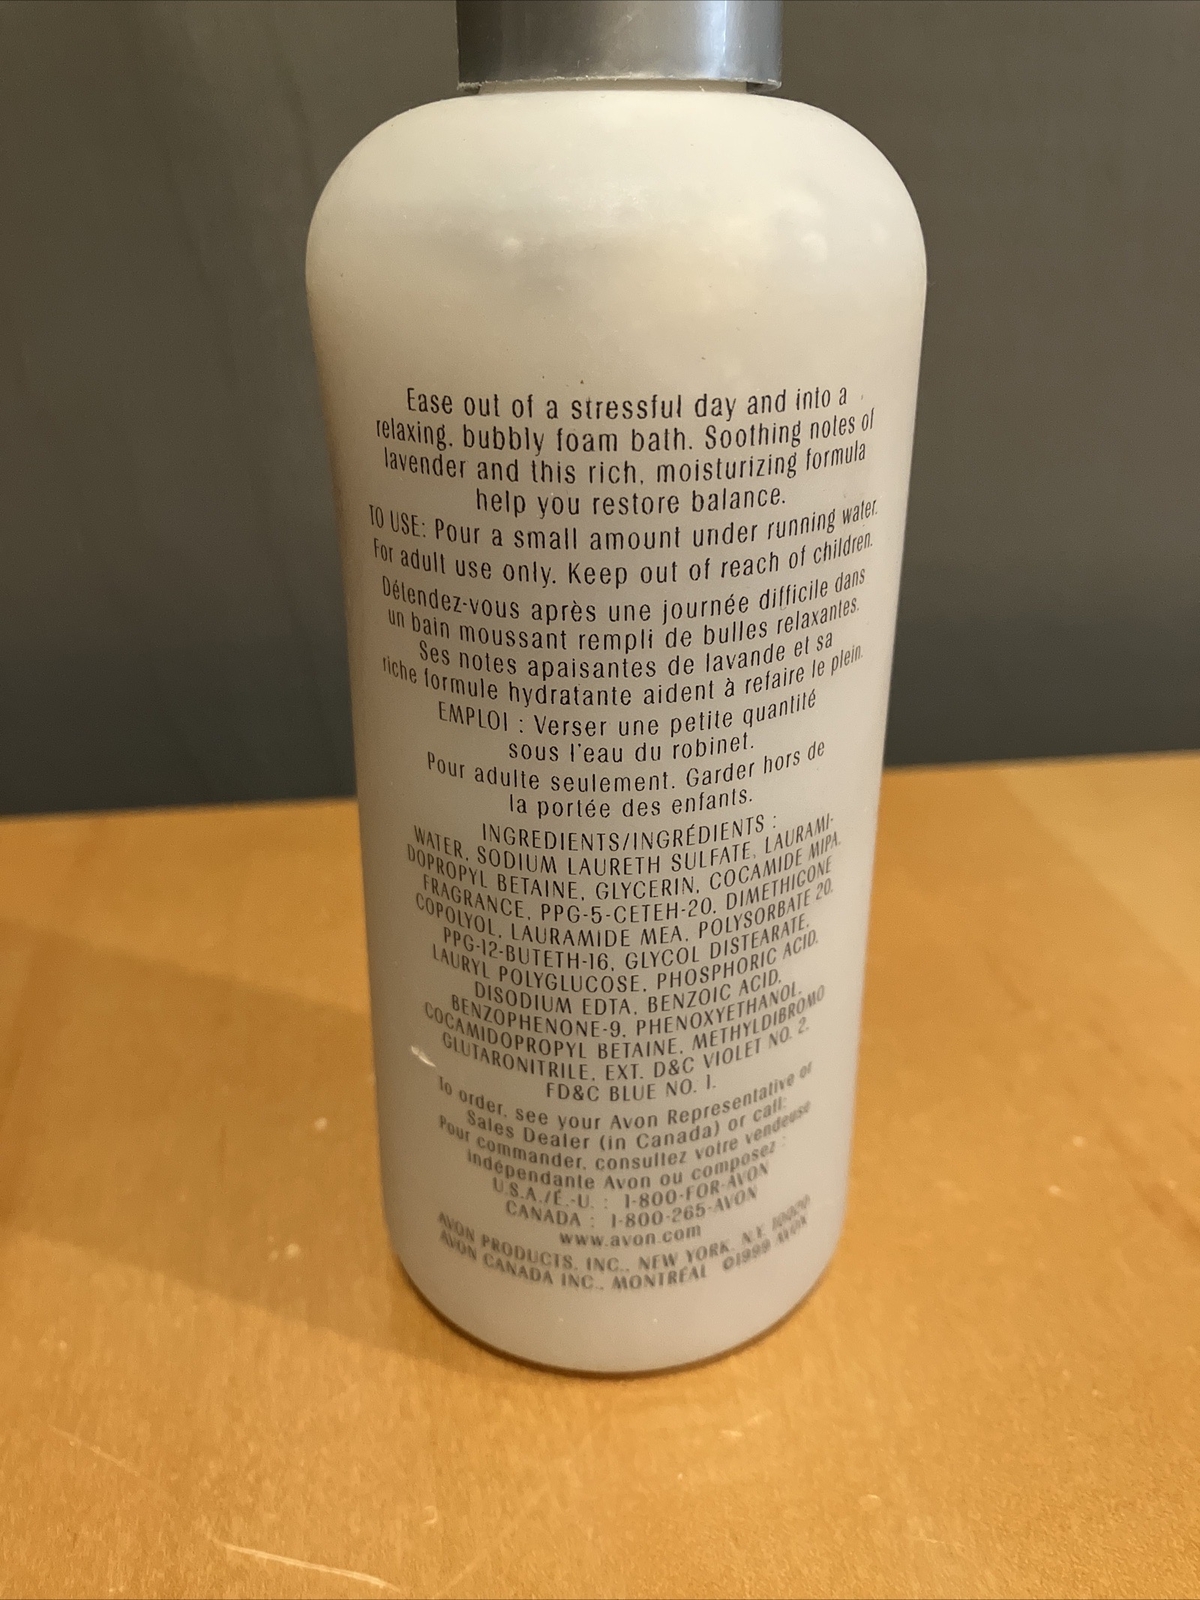 Ease out of a stressful day and into a
relaxing, bubbly foam bath. Soothing notes of
lavender and this rich, moisturizing formula
help you restore balance.
TO USE: Pour a small amount under running water.
For adult use only. Keep out of reach of children.
Détendez-vous après une journée difficile dans
un bain moussant rempli de bulles relaxantes.
Ses notes apaisantes de lavande et sa
riche formule hydratante aident à refaire le plein.
EMPLOI : Verser une petite quantité
sous l'eau du robinet.
Pour adulte seulement. Garder hors de
la portée des enfants.
INGREDIENTS/INGRÉDIENTS :
WATER, SODIUM LAURETH SULFATE, LAURAMI-
DOPROPYL BETAINE, GLYCERIN, COCAMIDE MIPA,
FRAGRANCE, PPG-5-CETEH-20, DIMETHICONE
COPOLYOL, LAURAMIDE MEA, POLYSORBATE 20,
PPG-12-BUTETH-16, GLYCOL DISTEARATE,
LAURYL POLYGLUCOSE, PHOSPHORIC ACID,
DISODIUM EDTA, BENZOIC ACID,
BENZOPHENONE-9, PHENOXYETHANOL,
COCAMIDOPROPYL BETAINE, METHYLDIBROMO
GLUTARONITRILE, EXT. D&C VIOLET NO. 2,
FD&C BLUE NO. 1.
To order, see your Avon Representative or
Sales Dealer (in Canada) or call:
Pour commander, consultez votre vendeuse
indépendante Avon ou composez :
U.S.A./É.-U. : 1-800-FOR-AVON
CANADA : 1-800-265-AVON
www.avon.com
AVON PRODUCTS, INC., NEW YORK, N.Y. 10020
AVON CANADA INC., MONTRÉAL ©1999 AVON